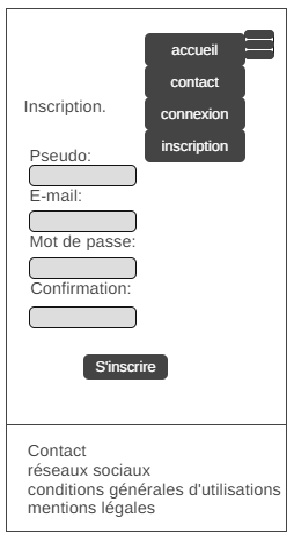 accueil
contact
connexion
inscription
Inscription.
Pseudo:
E-mail:
Mot de passe:
Confirmation:
S'inscrire
Contact
réseaux sociaux
conditions générales d'utilisations
mentions légales